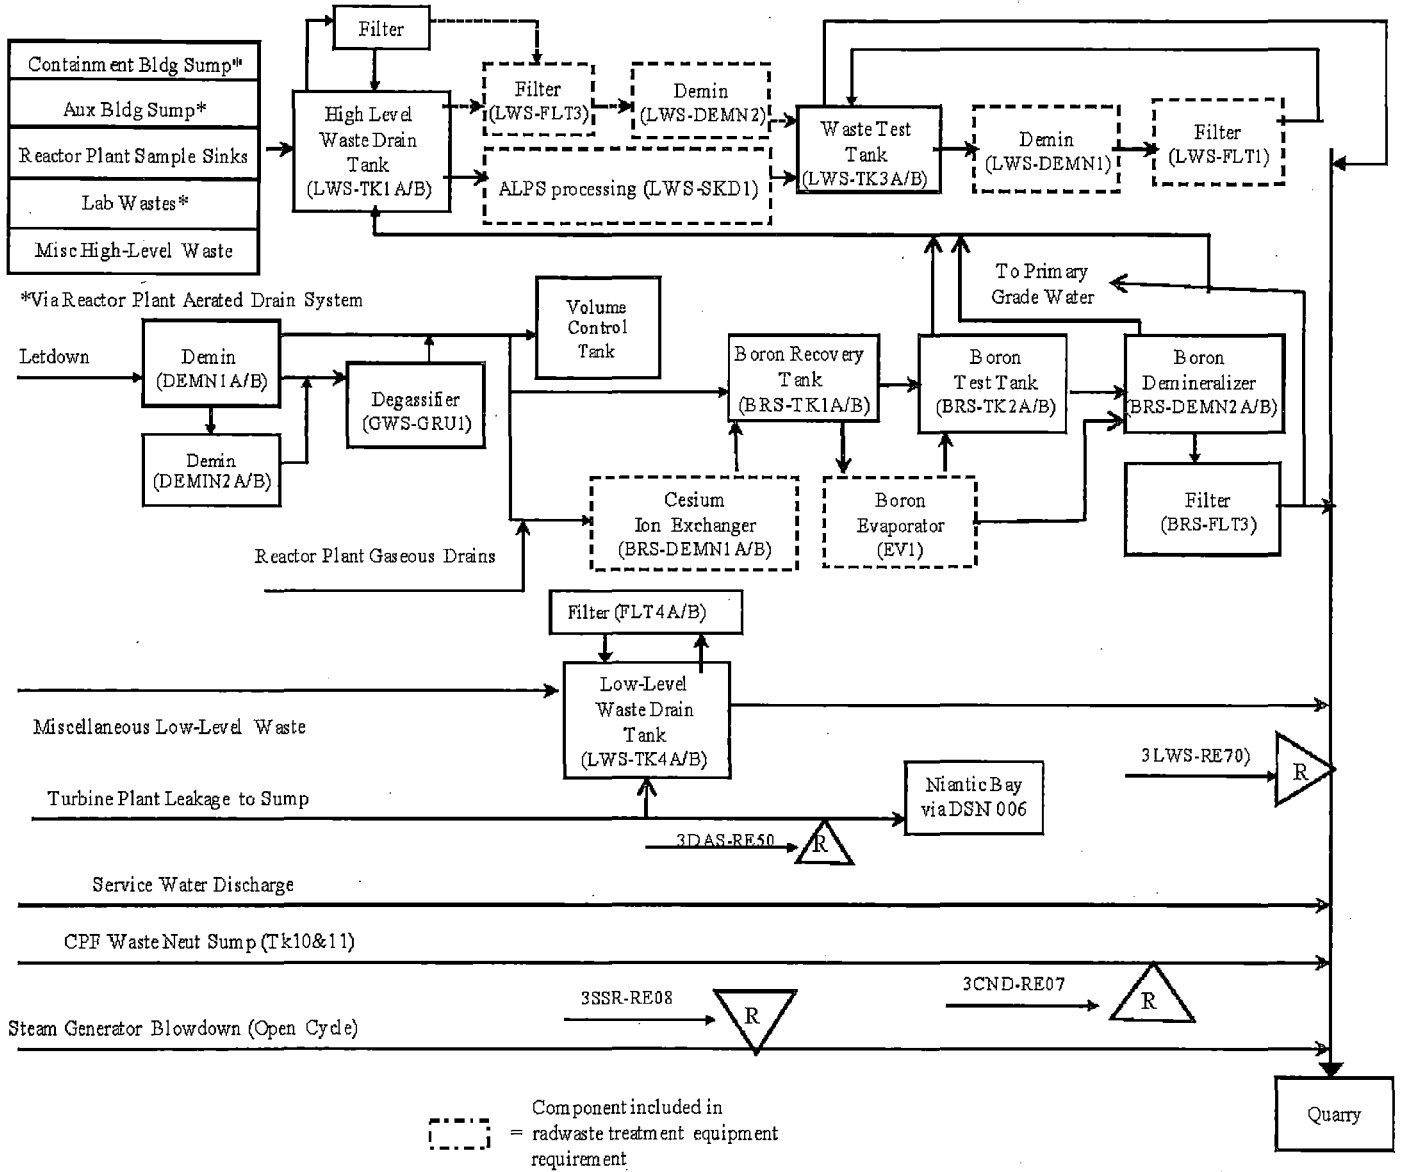 Filter
Containment Bldg Sump*
Aux Bldg Sump*
Reactor Plant Sample Sinks
Lab Wastes*
Misc High-Level Waste
*Via Reactor Plant Aerated Drain System
High Level
Waste Drain
Tank
(LWS-TK1A/B)
Filter
(LWS-FLT3)
Demin
(LWS-DEMN2)
ALPS processing (LWS-SKD1)
Waste Test
Tank
(LWS-TK3A/B)
Demin
(LWS-DEMN1)
Filter
(LWS-FLT1)
To Primary
Grade Water
Letdown
Demin
(DEMN1A/B)
Demin
(DEMIN2A/B)
Degassifier
(GWS-GRU1)
Volume
Control
Tank
Boron Recovery
Tank
(BRS-TK1A/B)
Boron
Test Tank
(BRS-TK2A/B)
Boron
Demineralizer
(BRS-DEMN2A/B)
Cesium
Ion Exchanger
(BRS-DEMN1A/B)
Boron
Evaporator
(EV1)
Filter
(BRS-FLT3)
Reactor Plant Gaseous Drains
Filter (FLT4A/B)
Low-Level
Waste Drain
Tank
(LWS-TK4A/B)
Miscellaneous Low-Level Waste
3LWS-RE70)
R
Turbine Plant Leakage to Sump
Niantic Bay
via DSN 006
3DAS-RE50
R
Service Water Discharge
CPF Waste Neut Sump (Tk10&11)
3CND-RE07
R
3SSR-RE08
R
Steam Generator Blowdown (Open Cycle)
Quarry
Component included in
= radwaste treatment equipment
requirement